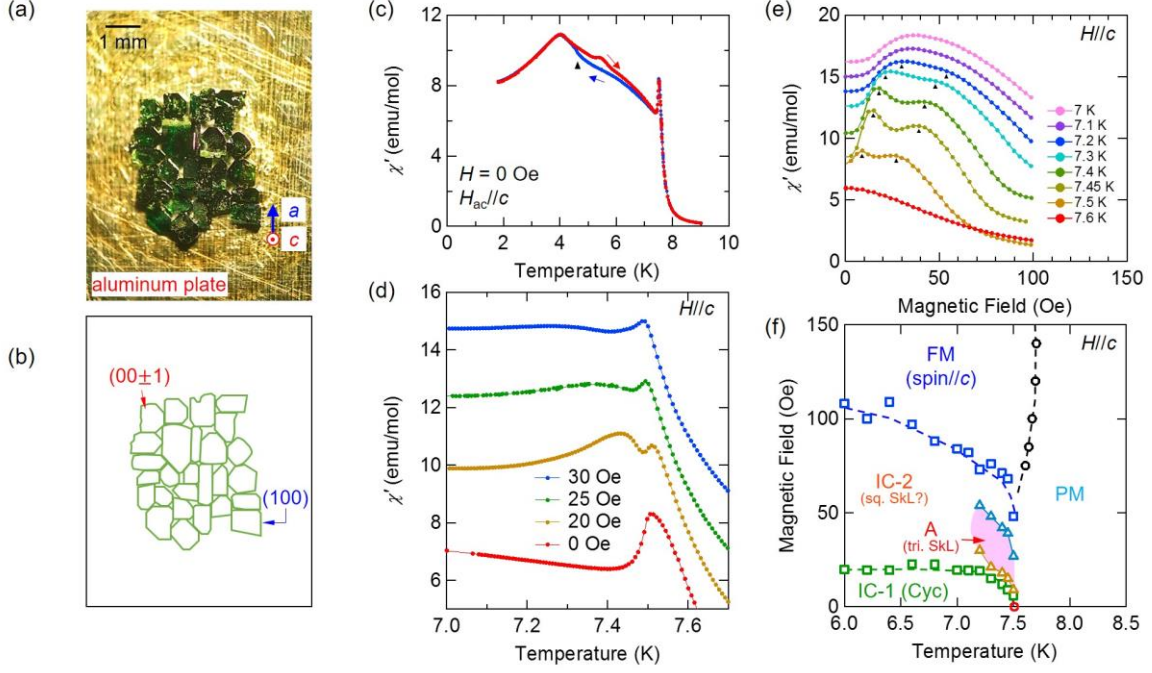 (a)
1 mm
a
c
aluminum plate
(b)
(00±1)
(100)
(c)
χ′ (emu/mol)
12
8
4
0
H = 0 Oe
Hac//c
0
2
4
6
8
10
Temperature (K)
(d)
χ′ (emu/mol)
16
14
12
10
8
6
H//c
30 Oe
25 Oe
20 Oe
0 Oe
7.0
7.2
7.4
7.6
Temperature (K)
(e)
χ′ (emu/mol)
20
15
10
5
0
H//c
7 K
7.1 K
7.2 K
7.3 K
7.4 K
7.45 K
7.5 K
7.6 K
0
50
100
150
Magnetic Field (Oe)
(f)
Magnetic Field (Oe)
150
100
50
0
H//c
FM
(spin//c)
IC-2
(sq. SkL?)
PM
A
(tri. SkL)
IC-1 (Cyc)
6.0
6.5
7.0
7.5
8.0
8.5
Temperature (K)